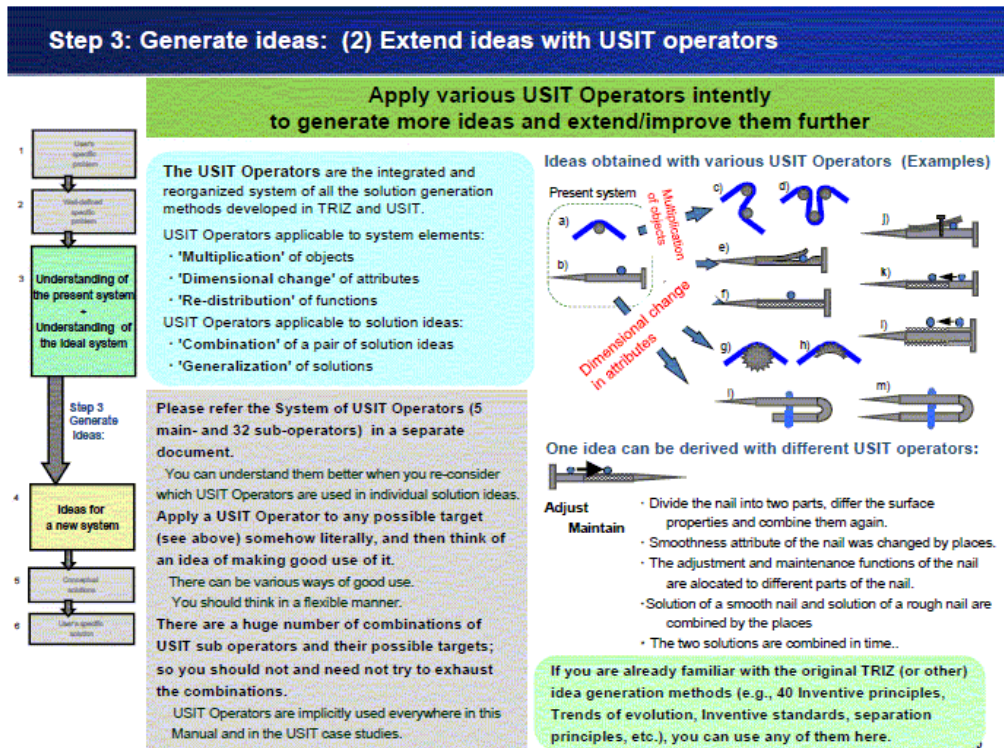 Step 3: Generate ideas: (2) Extend ideas with USIT operators
Apply various USIT Operators intently
to generate more ideas and extend/improve them further
1
User's
specific
problem
2
Well-defined
specific
problem
3
Understanding of
the present system
+
Understanding of
the ideal system
Step 3
Generate
Ideas:
4
Ideas for
a new system
5
Conceptual
solutions
6
User's specific
solution
The USIT Operators are the integrated and
reorganized system of all the solution generation
methods developed in TRIZ and USIT.
USIT Operators applicable to system elements:
・'Multiplication' of objects
・'Dimensional change' of attributes
・'Re-distribution' of functions
USIT Operators applicable to solution ideas:
・'Combination' of a pair of solution ideas
・'Generalization' of solutions
Please refer the System of USIT Operators (5
main- and 32 sub-operators) in a separate
document.
You can understand them better when you re-consider
which USIT Operators are used in individual solution ideas.
Apply a USIT Operator to any possible target
(see above) somehow literally, and then think of
an idea of making good use of it.
There can be various ways of good use.
You should think in a flexible manner.
There are a huge number of combinations of
USIT sub operators and their possible targets;
so you should not and need not try to exhaust
the combinations.
USIT Operators are implicitly used everywhere in this
Manual and in the USIT case studies.
Ideas obtained with various USIT Operators (Examples)
Present system
a)
b)
Multiplication
of objects
Dimensional change
in attributes
c)
d)
e)
f)
g)
h)
i)
j)
k)
l)
m)
One idea can be derived with different USIT operators:
Adjust
Maintain
・Divide the nail into two parts, differ the surface
properties and combine them again.
・Smoothness attribute of the nail was changed by places.
・The adjustment and maintenance functions of the nail
are alocated to different parts of the nail.
・Solution of a smooth nail and solution of a rough nail are
combined by the places
・The two solutions are combined in time..
If you are already familiar with the original TRIZ (or other)
idea generation methods (e.g., 40 Inventive principles,
Trends of evolution, Inventive standards, separation
principles, etc.), you can use any of them here.